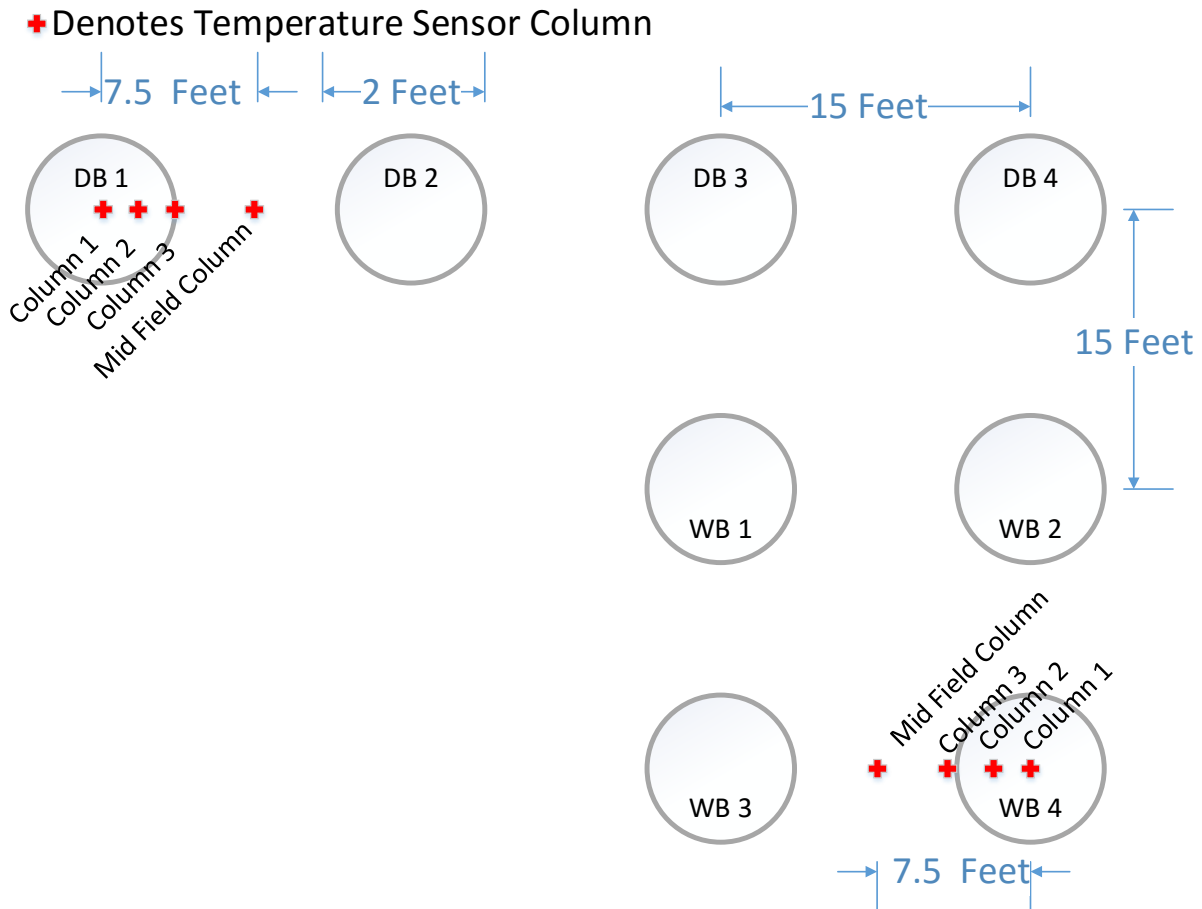 Denotes Temperature Sensor Column
7.5 Feet
2 Feet
15 Feet
DB 1
DB 2
DB 3
DB 4
Column 1
Column 2
Column 3
Mid Field Column
15 Feet
WB 1
WB 2
Mid Field Column
Column 3
Column 2
Column 1
WB 3
WB 4
7.5 Feet